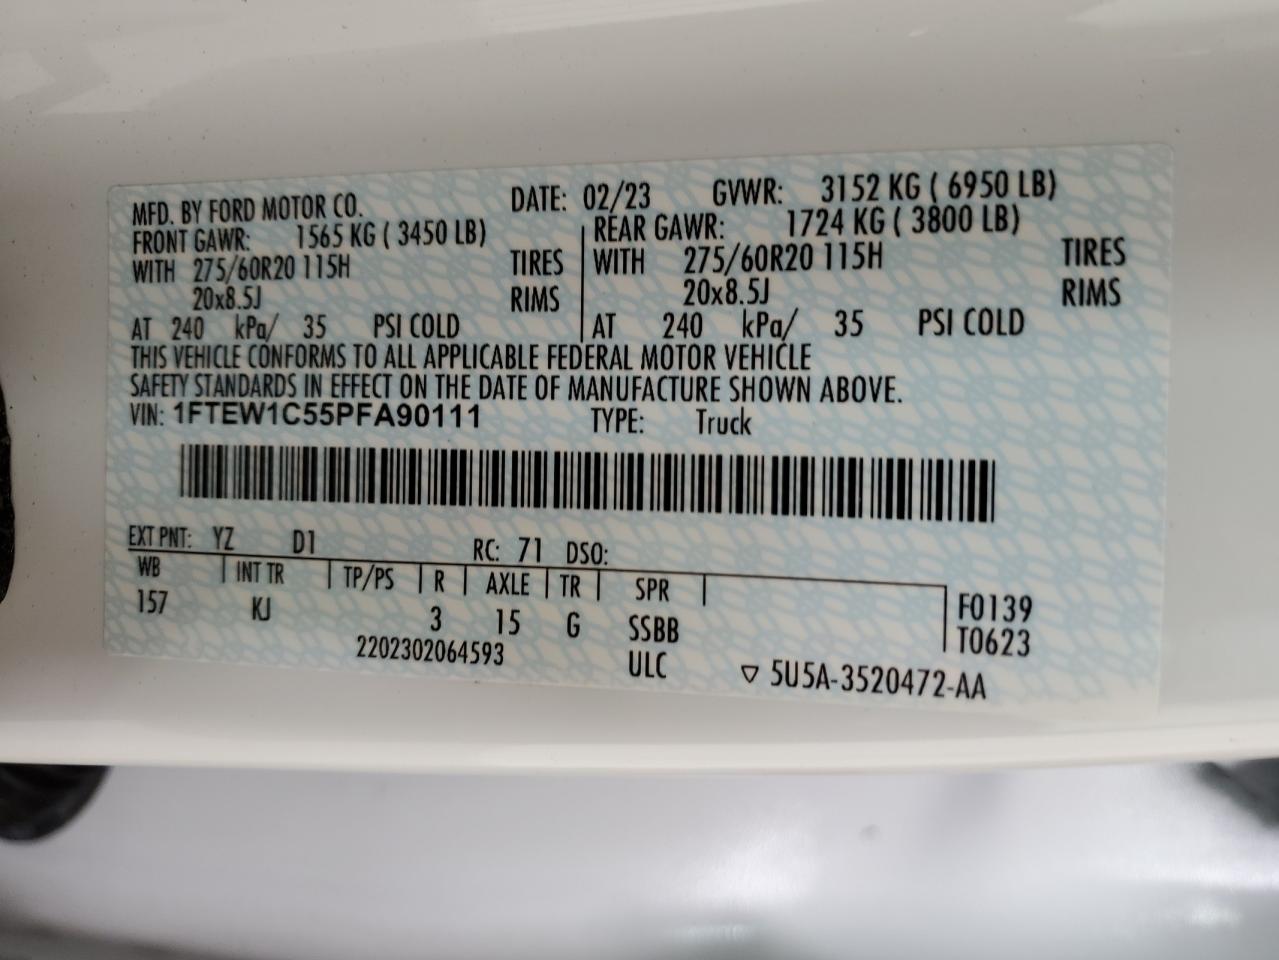 MFD. BY FORD MOTOR CO. DATE: 02/23 GVWR: 3152 KG ( 6950 LB)
FRONT GAWR: 1565 KG ( 3450 LB) REAR GAWR: 1724 KG ( 3800 LB)
WITH 275/60R20 115H TIRES WITH 275/60R20 115H TIRES
20x8.5J RIMS 20x8.5J RIMS
AT 240 kPa/ 35 PSI COLD AT 240 kPa/ 35 PSI COLD
THIS VEHICLE CONFORMS TO ALL APPLICABLE FEDERAL MOTOR VEHICLE
SAFETY STANDARDS IN EFFECT ON THE DATE OF MANUFACTURE SHOWN ABOVE.
VIN: 1FTEW1C55PFA90111 TYPE: Truck
EXT PNT: YZ D1 RC: 71 DSO:
WB INT TR TP/PS R AXLE TR SPR
157 KJ 3 15 G SSBB F0139
T0623
2202302064593 ULC ▽ 5U5A-3520472-AA